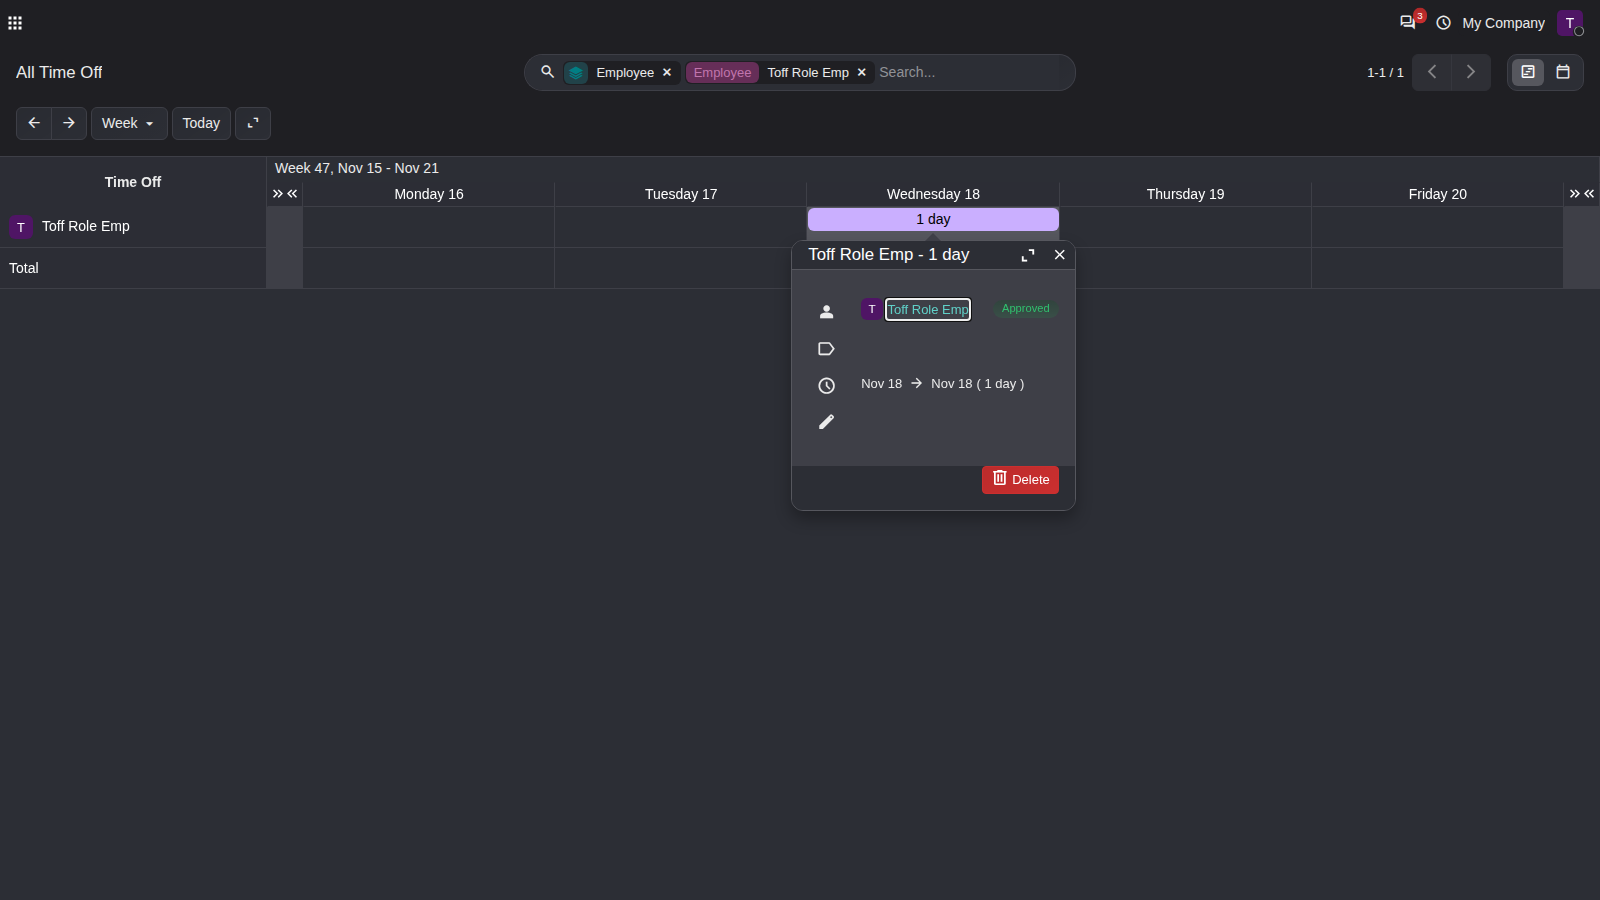 3
My Company
T
All Time Off
Employee ×
Employee Toff Role Emp ×
Search...
1-1 / 1
Week
Today
Time Off
Week 47, Nov 15 - Nov 21
Monday 16
Tuesday 17
Wednesday 18
Thursday 19
Friday 20
T
Toff Role Emp
1 day
Total
Toff Role Emp - 1 day
T
Toff Role Emp
Approved
Nov 18 → Nov 18 ( 1 day )
Delete